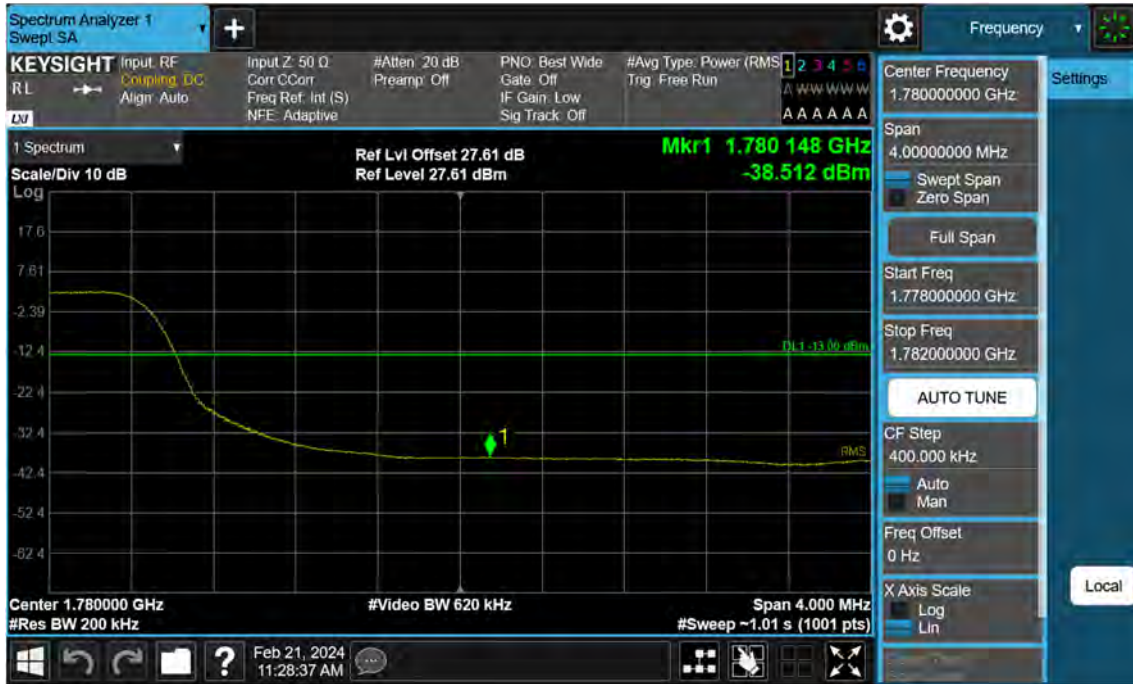 Spectrum Analyzer 1
Swept SA
Frequency
KEYSIGHT
RL
LXI
Input: RF
Coupling: DC
Align: Auto
Input Z: 50 Ω
Corr CCorr
Freq Ref: Int (S)
NFE: Adaptive
#Atten: 20 dB
Preamp: Off
PNO: Best Wide
Gate: Off
IF Gain: Low
Sig Track: Off
#Avg Type: Power (RMS
Trig: Free Run
1 2 3 4 5 6
A W W W W W
A A A A A A
1 Spectrum
Scale/Div 10 dB
Log
Ref Lvl Offset 27.61 dB
Ref Level 27.61 dBm
Mkr1 1.780 148 GHz
-38.512 dBm
17.6
7.61
-2.39
-12.4
-22.4
-32.4
-42.4
-52.4
-62.4
DL1 -13.00 dBm
1
RMS
Center 1.780000 GHz
#Video BW 620 kHz
Span 4.000 MHz
#Res BW 200 kHz
#Sweep ~1.01 s (1001 pts)
Center Frequency
1.780000000 GHz
Settings
Span
4.00000000 MHz
Swept Span
Zero Span
Full Span
Start Freq
1.778000000 GHz
Stop Freq
1.782000000 GHz
AUTO TUNE
CF Step
400.000 kHz
Auto
Man
Freq Offset
0 Hz
X Axis Scale
Log
Lin
Local
?
Feb 21, 2024
11:28:37 AM